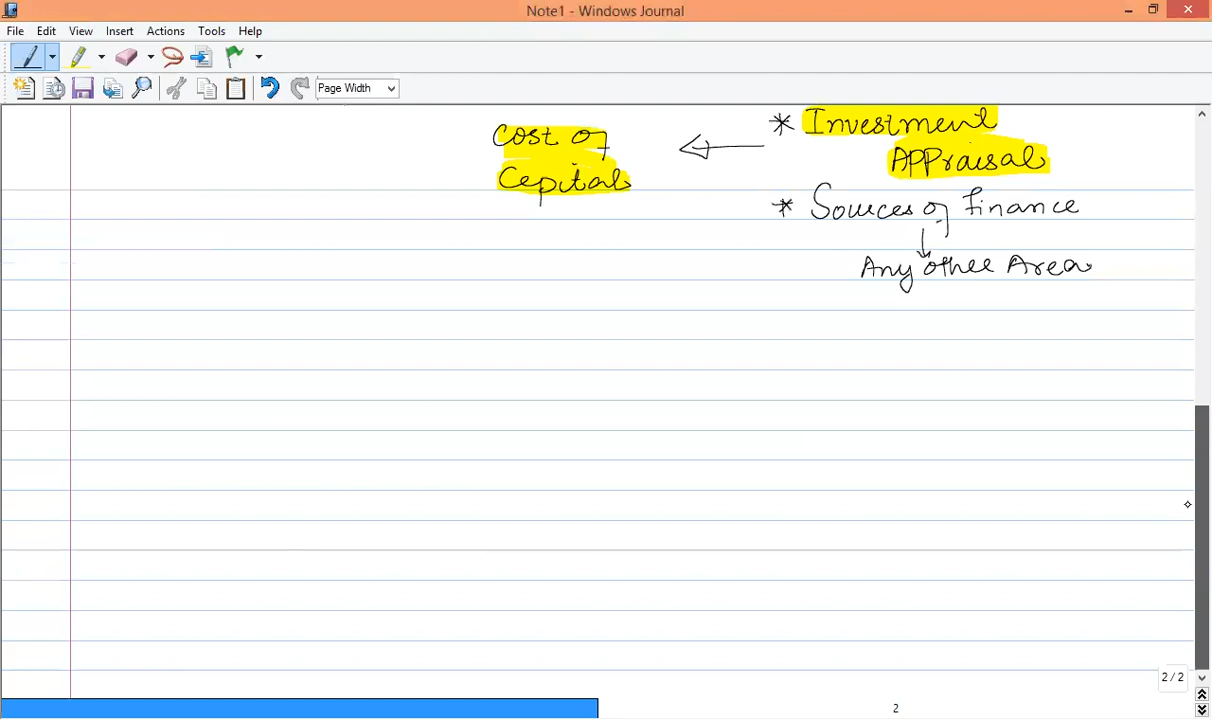 Note1 - Windows Journal
File Edit View Insert Actions Tools Help
Page Width
* Investment
Appraisal
Cost of
Cepital
* Sources of Finance
Any other Area
2 / 2
2